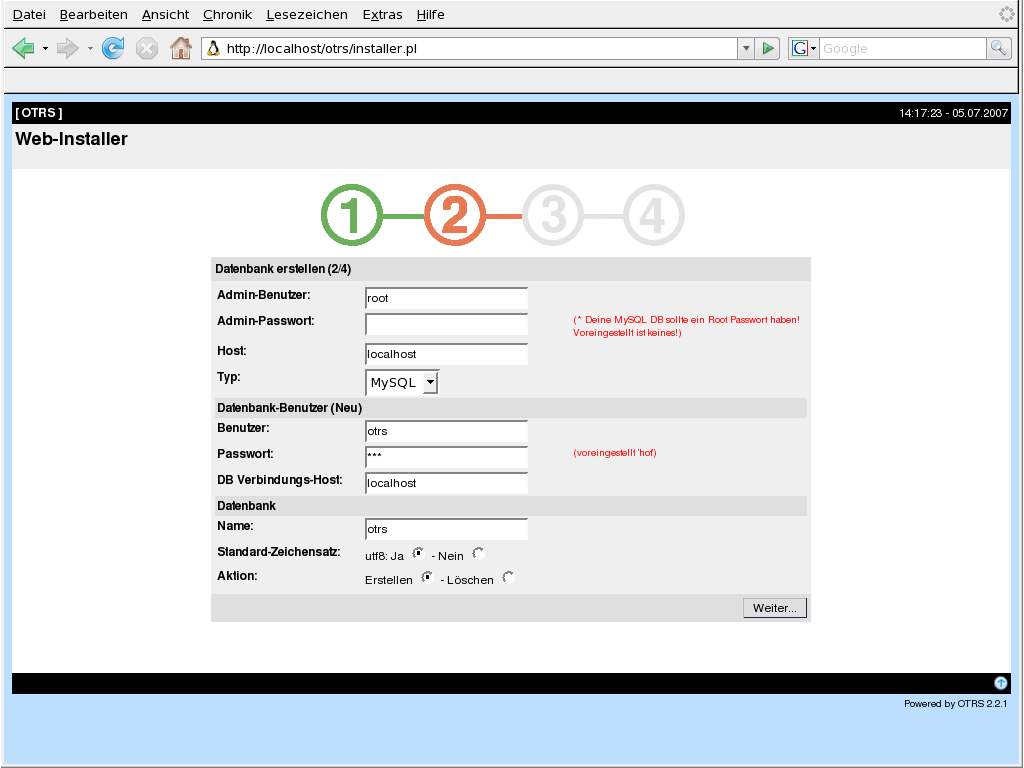 Datei Bearbeiten Ansicht Chronik Lesezeichen Extras Hilfe
http://localhost/otrs/installer.pl
G Google
[ OTRS ] 14:17:23 - 05.07.2007
Web-Installer
1 2 3 4
Datenbank erstellen (2/4)
Admin-Benutzer: root
Admin-Passwort: (* Deine MySQL DB sollte ein Root Passwort haben!
Voreingestellt ist keines!)
Host: localhost
Typ: MySQL
Datenbank-Benutzer (Neu)
Benutzer: otrs
Passwort: *** (voreingestellt 'hot')
DB Verbindungs-Host: localhost
Datenbank
Name: otrs
Standard-Zeichensatz: utf8: Ja - Nein
Aktion: Erstellen - Löschen
Weiter...
Powered by OTRS 2.2.1